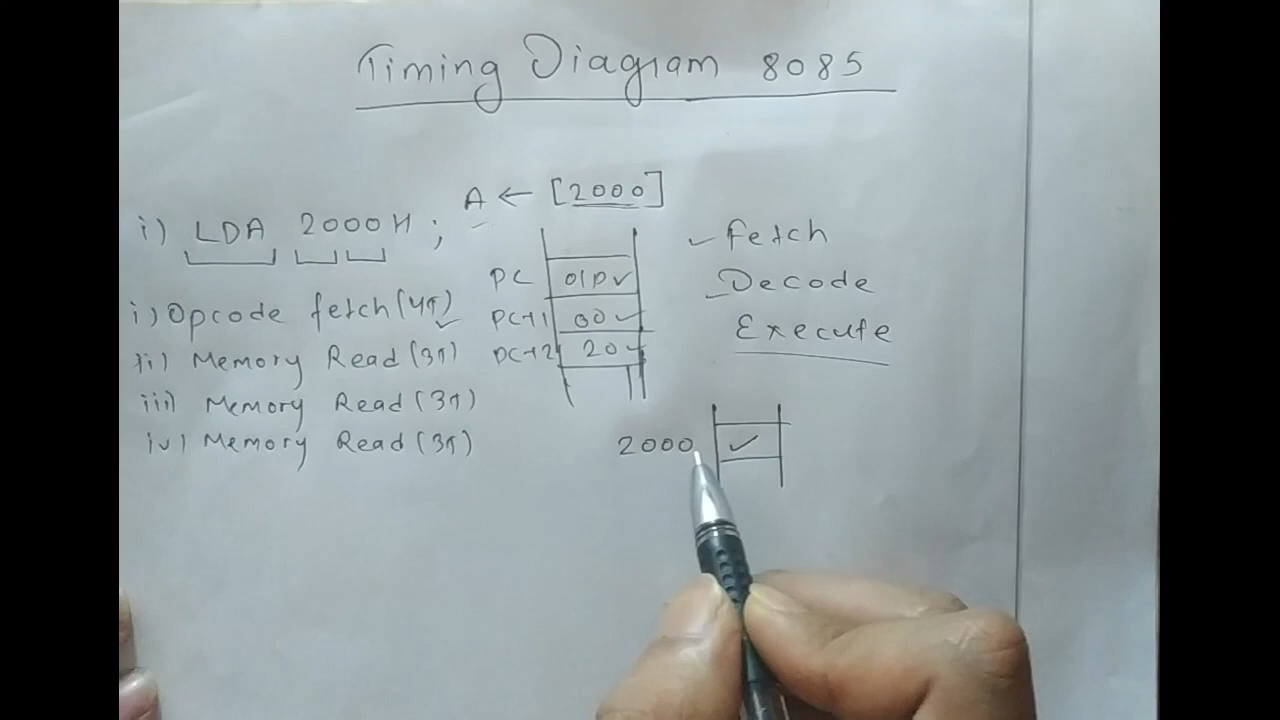 Timing Diagram 8085
A ← [2000]
i) LDA 2000H ;
PC O/P ✓
PC+1 00 ✓
PC+2 20 ✓
✓ Fetch
Decode
Execute
i) Opcode fetch (4T) ✓
ii) Memory Read (3T)
iii) Memory Read (3T)
iv) Memory Read (3T)
2000 ✓